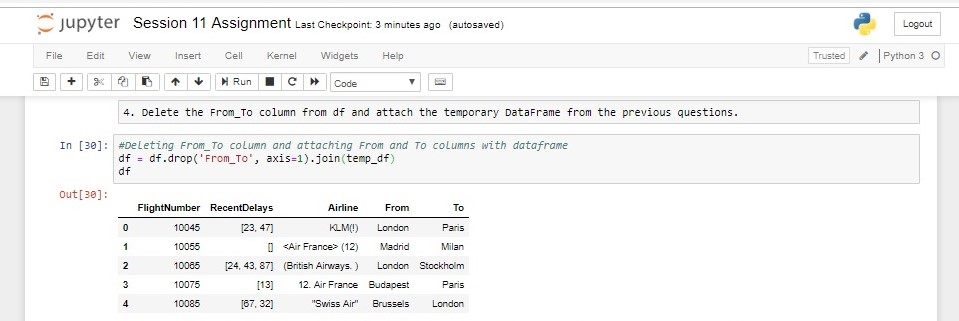 jupyter Session 11 Assignment Last Checkpoint: 3 minutes ago (autosaved) Logout
File Edit View Insert Cell Kernel Widgets Help Trusted Python 3
Run Code
4. Delete the From_To column from df and attach the temporary DataFrame from the previous questions.
In [30]: #Deleting From_To column and attaching From and To columns with dataframe
df = df.drop('From_To', axis=1).join(temp_df)
df
Out[30]:
FlightNumber RecentDelays Airline From To
0 10045 [23, 47] KLM(!) London Paris
1 10055 [] <Air France> (12) Madrid Milan
2 10065 [24, 43, 87] (British Airways. ) London Stockholm
3 10075 [13] 12. Air France Budapest Paris
4 10085 [67, 32] "Swiss Air" Brussels London